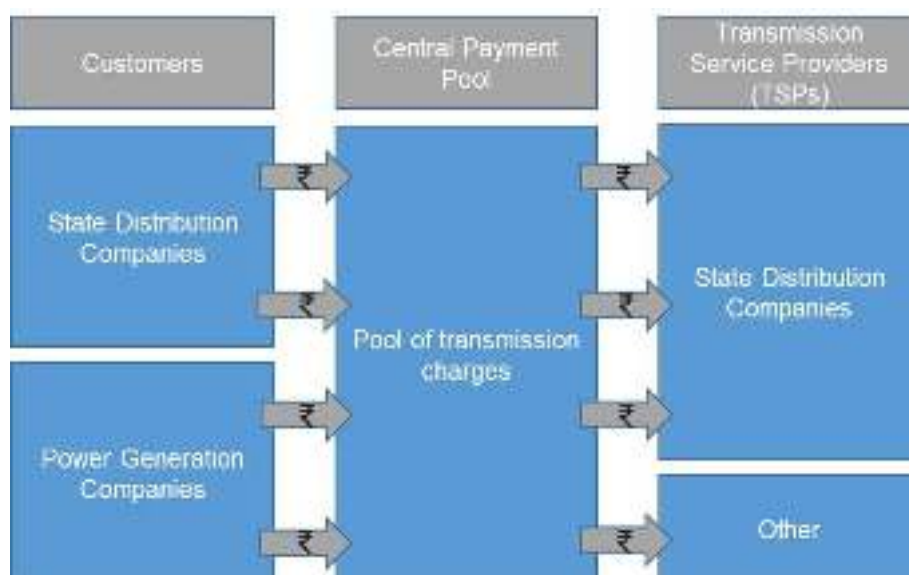 Customers
Central Payment
Pool
Transmission
Service Providers
(TSPs)
State Distribution
Companies
Power Generation
Companies
₹
₹
₹
₹
Pool of transmission
charges
₹
₹
₹
₹
State Distribution
Companies
Other